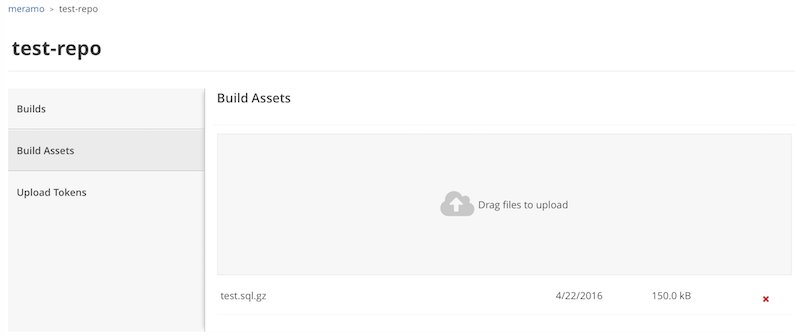 meramo > test-repo
test-repo
Builds
Build Assets
Upload Tokens
Build Assets
Drag files to upload
test.sql.gz 4/22/2016 150.0 kB